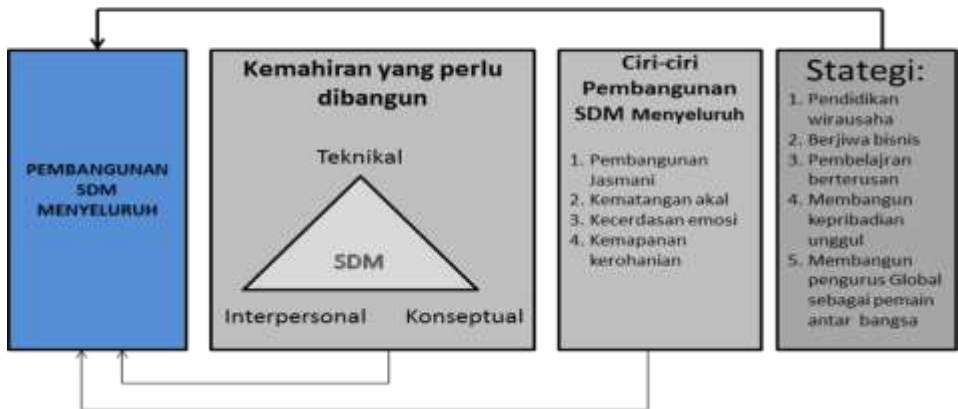 PEMBANGUNAN
SDM
MENYELURUH
Kemahiran yang perlu
dibangun
Teknikal
SDM
Interpersonal
Konseptual
Ciri-ciri
Pembangunan
SDM Menyeluruh
1. Pembangunan
Jasmani
2. Kematangan akal
3. Kecerdasan emosi
4. Kemapanan
kerohanian
Stategi:
1. Pendidikan
wirausaha
2. Berjiwa bisnis
3. Pembelajran
berterusan
4. Membangun
kepribadian
unggul
5. Membangun
pengurus Global
sebagai pemain
antar bangsa